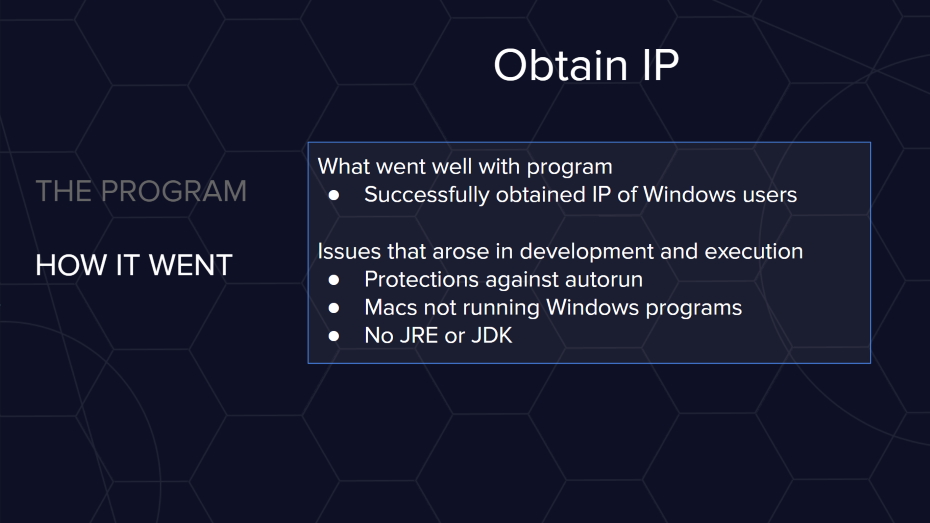 Obtain IP
THE PROGRAM
HOW IT WENT
What went well with program
● Successfully obtained IP of Windows users
Issues that arose in development and execution
● Protections against autorun
● Macs not running Windows programs
● No JRE or JDK